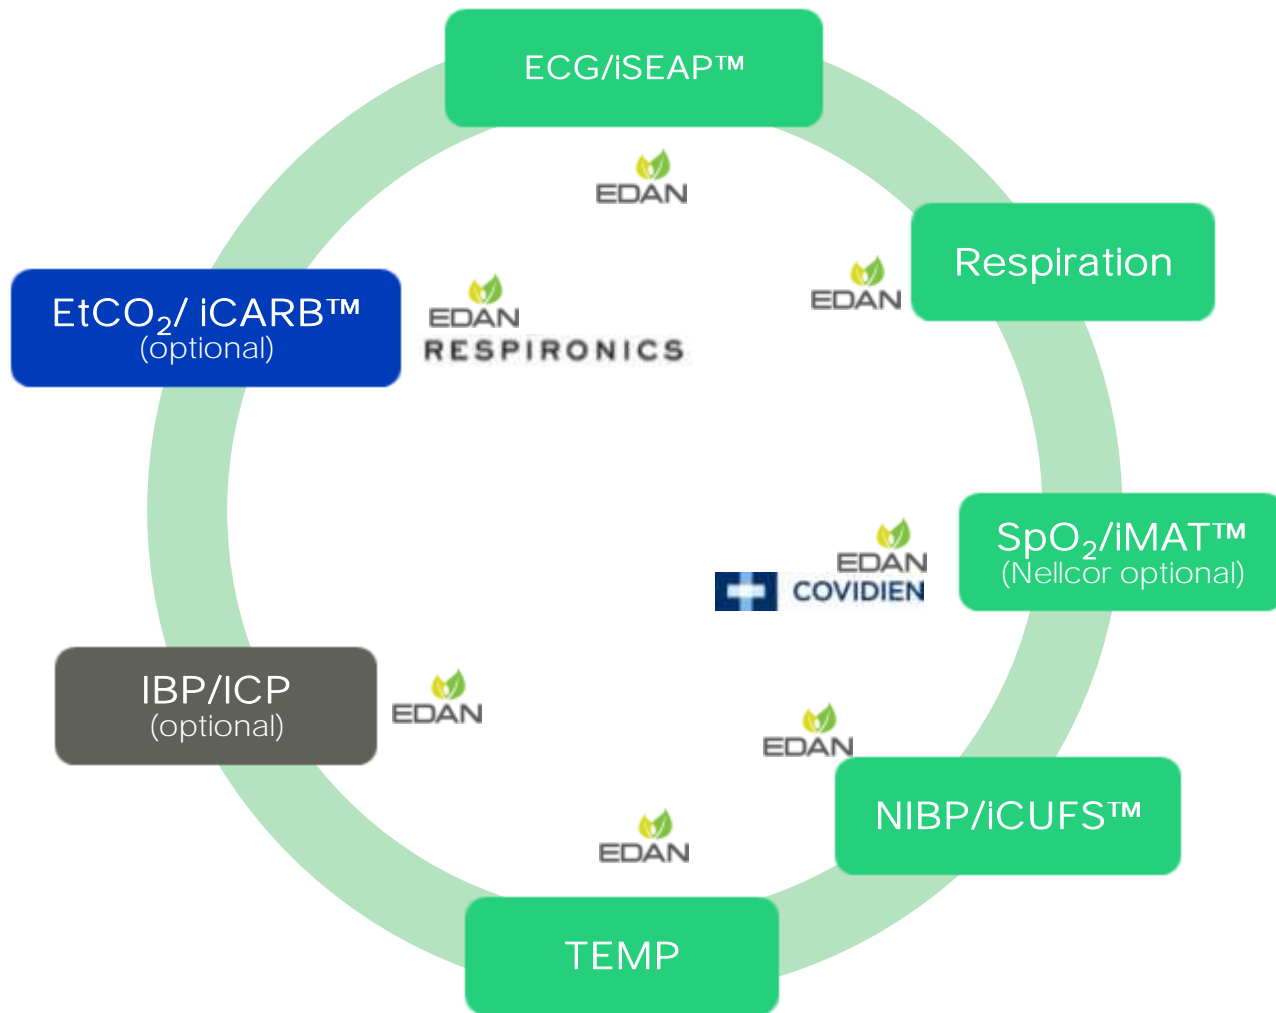 ECG/iSEAP™
EDAN
Respiration
EDAN
EtCO₂/ iCARB™
(optional)
EDAN
RESPIRONICS
SpO₂/iMAT™
(Nellcor optional)
EDAN
COVIDIEN
IBP/ICP
(optional)
EDAN
EDAN
NIBP/iCUFS™
EDAN
TEMP